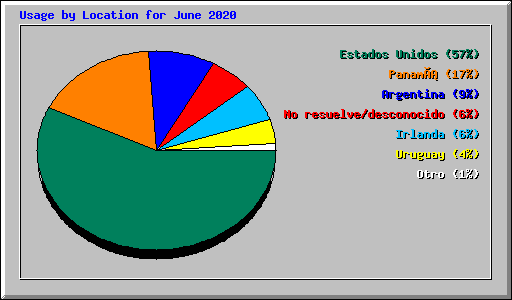 Usage by Location for June 2020
Estados Unidos (57%)
PanamÃ¡ (17%)
Argentina (9%)
No resuelve/desconocido (6%)
Irlanda (6%)
Uruguay (4%)
Otro (1%)